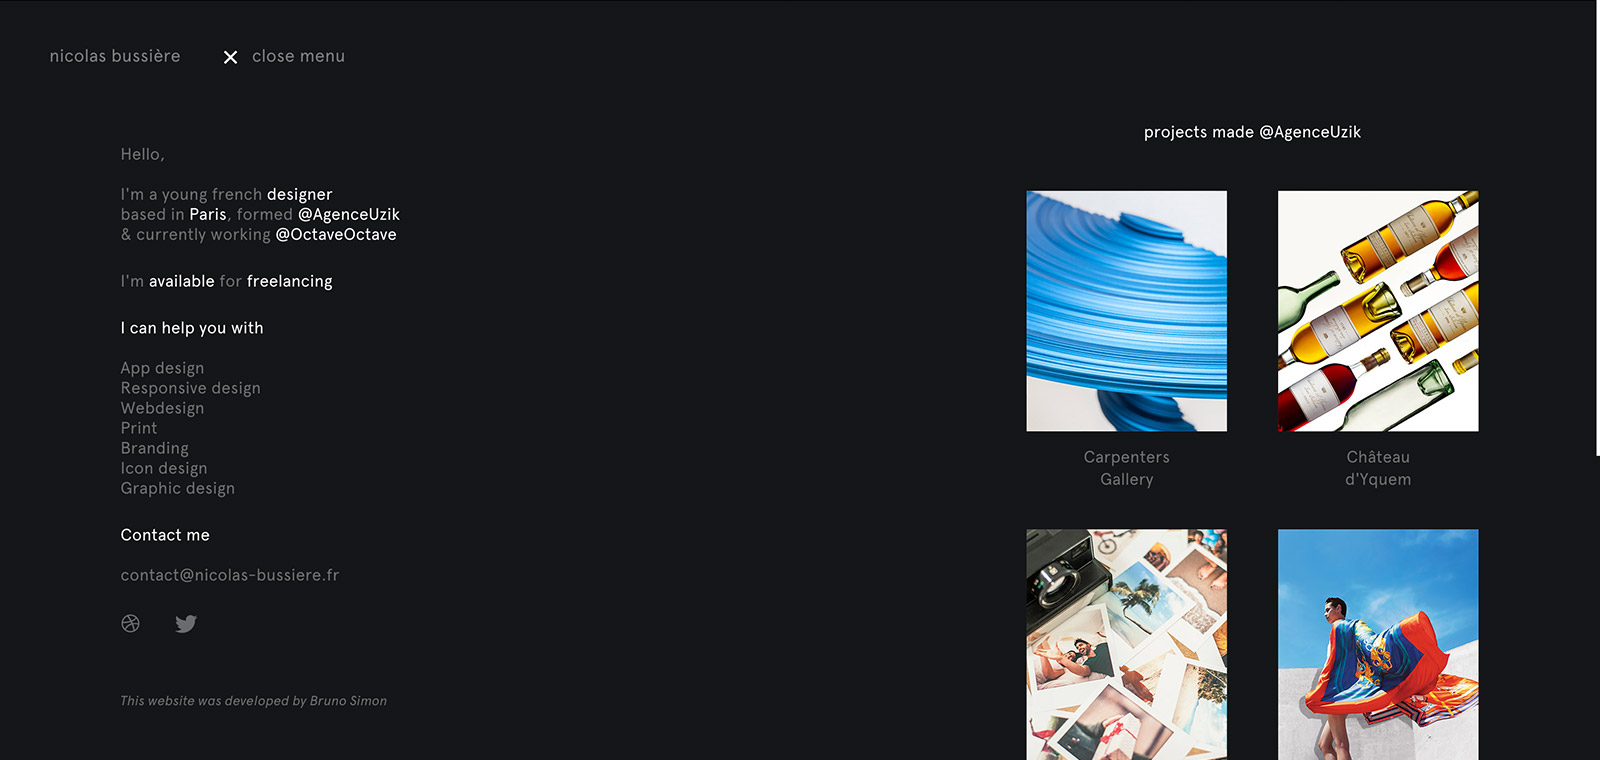 nicolas bussière
close menu
Hello,
I'm a young french designer
based in Paris, formed @AgenceUzik
& currently working @OctaveOctave
I'm available for freelancing
I can help you with
App design
Responsive design
Webdesign
Print
Branding
Icon design
Graphic design
Contact me
contact@nicolas-bussiere.fr
This website was developed by Bruno Simon
projects made @AgenceUzik
Carpenters
Gallery
Château
d'Yquem